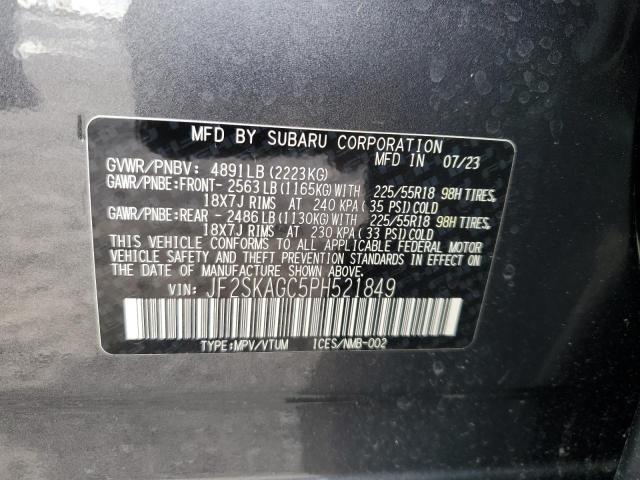 MFD BY SUBARU CORPORATION
GVWR/PNBV: 4891LB(2223KG) MFD IN 07/23
GAWR/PNBE:FRONT- 2563LB(1165KG)WITH 225/55R18 98H TIRES,
18X7J RIMS AT 240 KPA(35 PSI)COLD
GAWR/PNBE:REAR - 2486LB(1130KG)WITH 225/55R18 98H TIRES,
18X7J RIMS AT 230 KPA(33 PSI)COLD
THIS VEHICLE CONFORMS TO ALL APPLICABLE FEDERAL MOTOR
VEHICLE SAFETY AND THEFT PREVENTION STANDARDS IN EFFECT ON
THE DATE OF MANUFACTURE SHOWN ABOVE.
VIN: JF2SKAGC5PH521849
TYPE:MPV/VTUM ICES/NMB-002